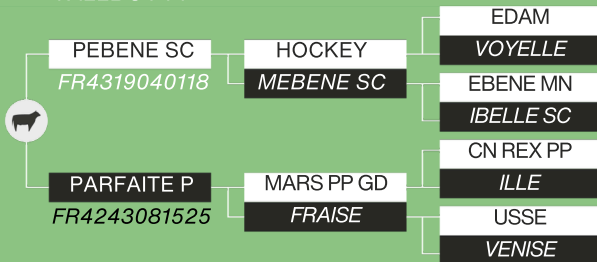 PEBENE SC
FR4319040118
HOCKEY
MEBENE SC
EDAM
VOYELLE
EBENE MN
IBELLE SC
PARFAITE P
FR4243081525
MARS PP GD
FRAISE
CN REX PP
ILLE
USSE
VENISE